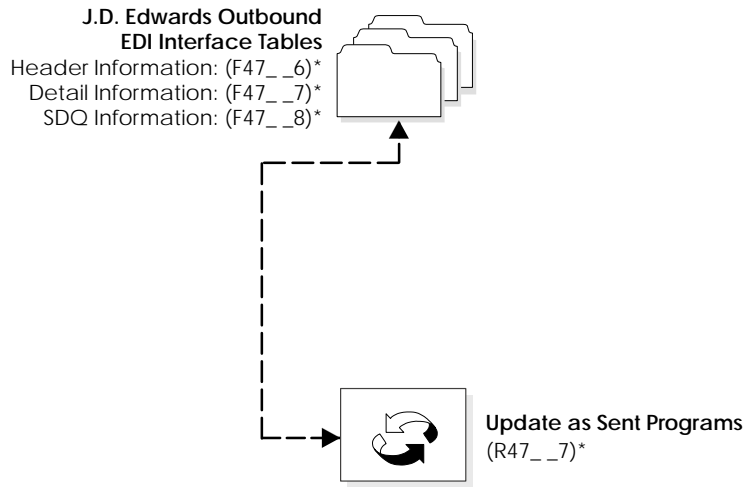 J.D. Edwards Outbound
EDI Interface Tables
Header Information: (F47_ _6)*
Detail Information: (F47_ _7)*
SDQ Information: (F47_ _8)*
Update as Sent Programs
(R47_ _7)*